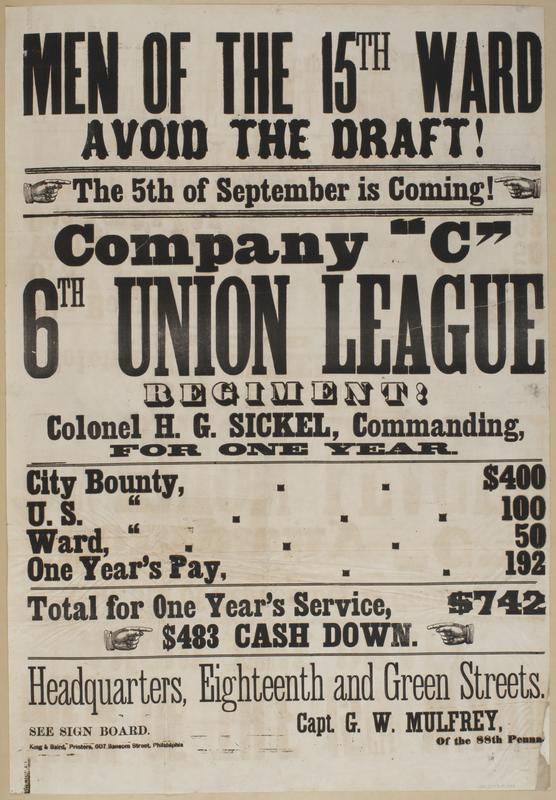 MEN OF THE 15TH WARD
AVOID THE DRAFT!
The 5th of September is Coming!
Company "C"
6TH UNION LEAGUE
REGIMENT!
Colonel H. G. SICKEL, Commanding,
FOR ONE YEAR.
City Bounty, $400
U. S. " 100
Ward, " 50
One Year's Pay, 192
Total for One Year's Service, $742
$483 CASH DOWN.
Headquarters, Eighteenth and Green Streets.
SEE SIGN BOARD.
Capt. G. W. MULFREY,
Of the 88th Penna.
King & Baird, Printers, 607 Sansom Street, Philadelphia